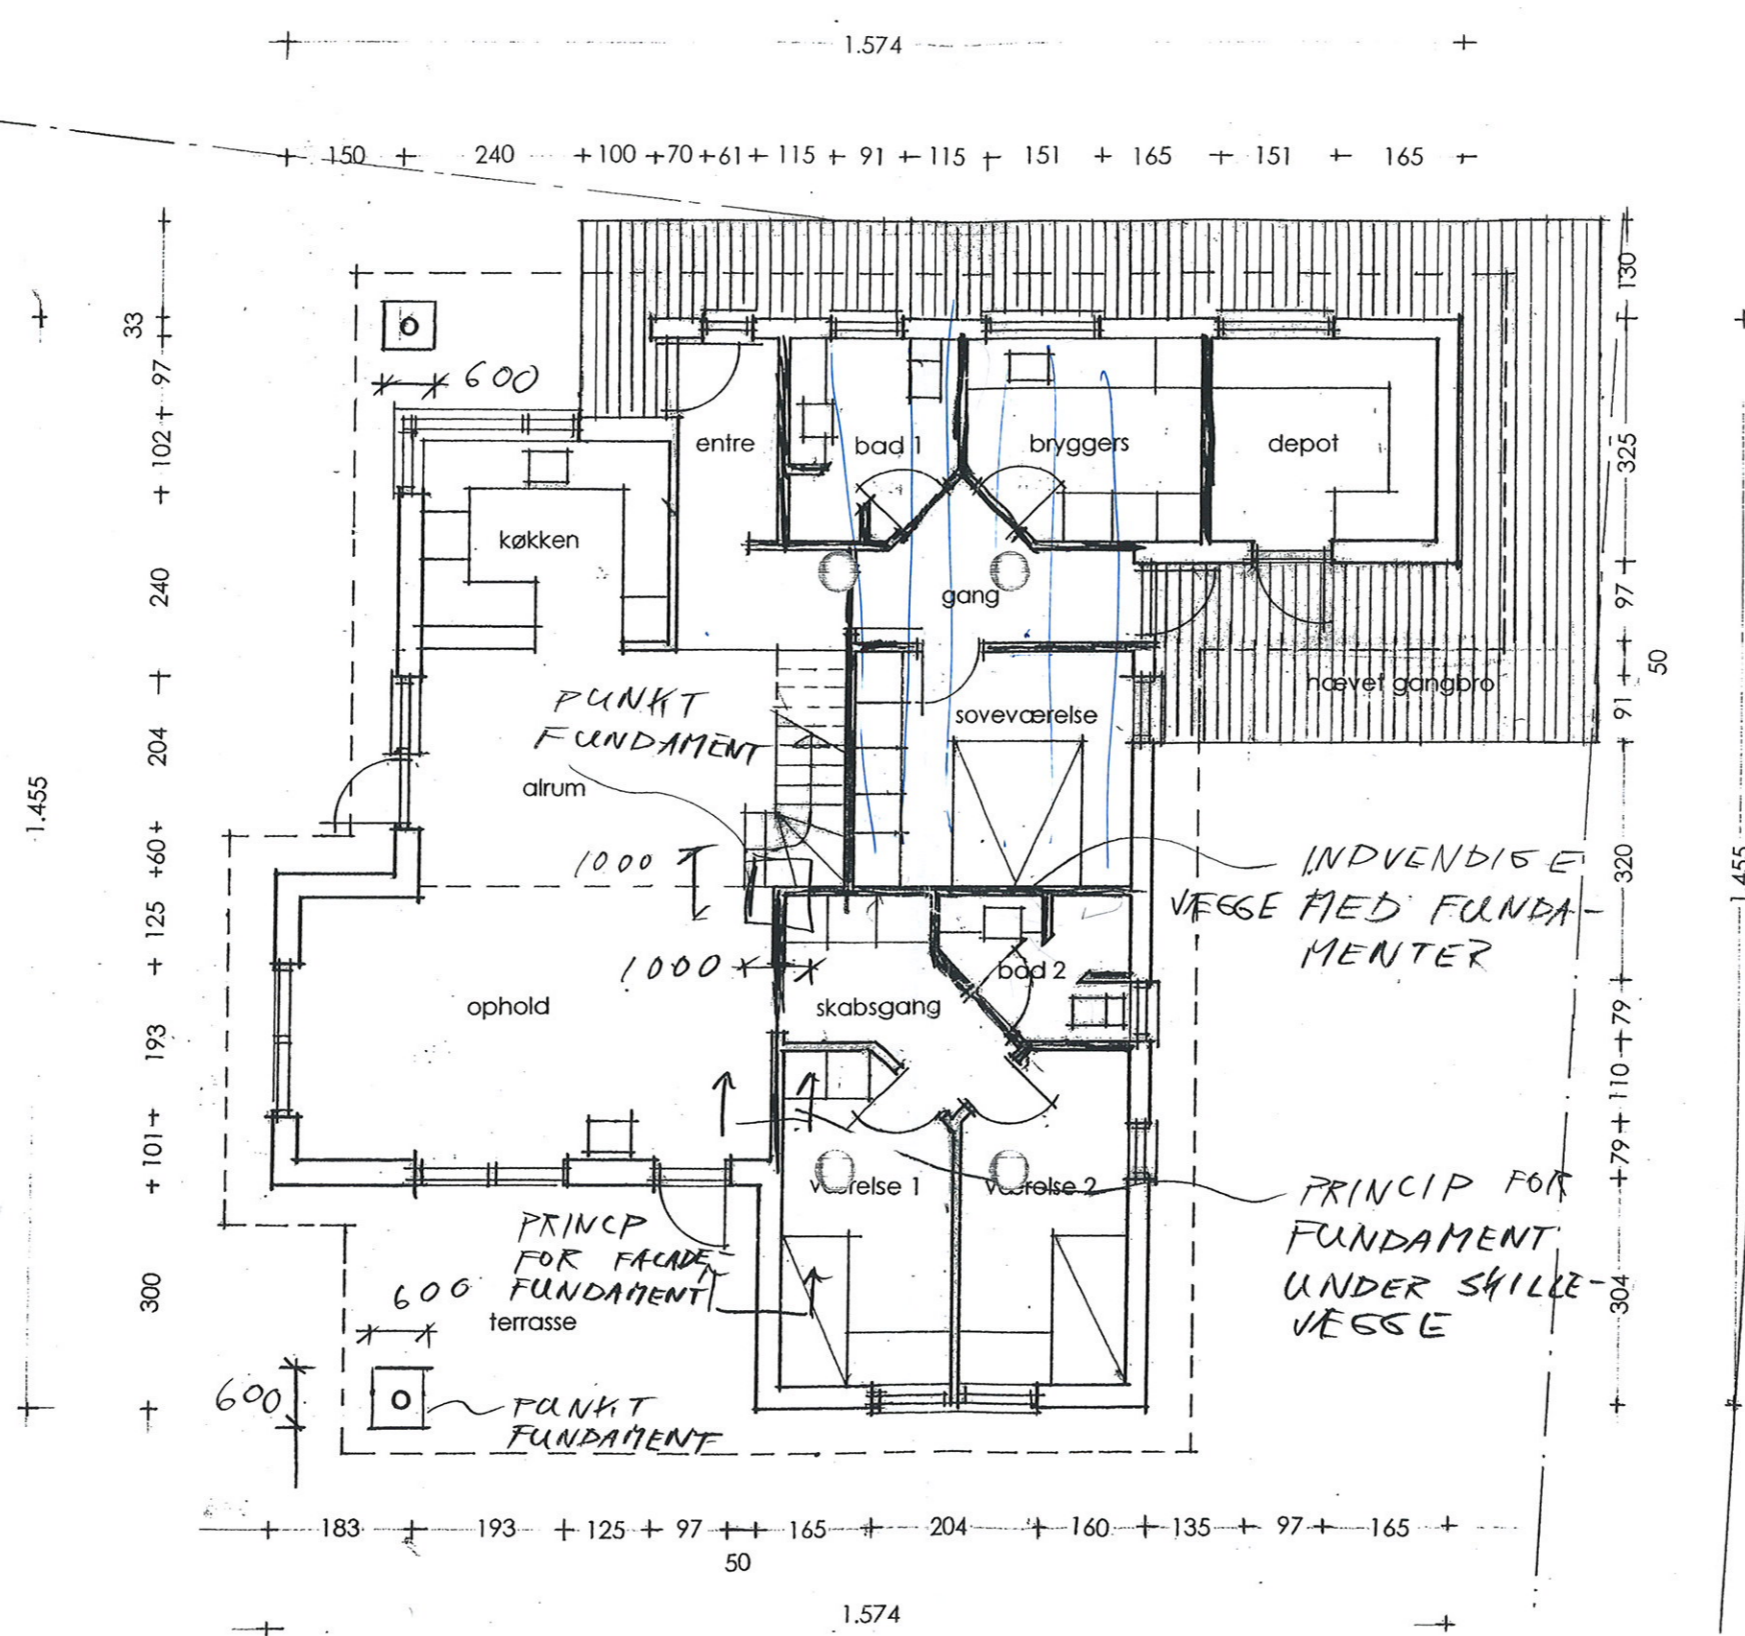 1.574
150 240 100 70 61 115 91 115 151 165 151 165
130
33
600
97
entre
bad 1
bryggers
depot
325
102
køkken
240
gang
97
50
hævet gangbro
91
PUNKT
FUNDAMENT
soveværelse
204
alrum
1.455
60
1000
INDVENDIGE
VÆGGE MED FUNDA-
MENTER
320
1.455
125
1000
bad 2
ophold
skabsgang
193
79
110
101
79
værelse 1
værelse 2
PRINCIP FOR
FUNDAMENT
UNDER SKILLE-
VÆGGE
PRINCP
FOR FACADE-
FUNDAMENT
300
304
600
terrasse
600
PUNKT
FUNDAMENT
183 193 125 97 165 204 160 135 97 165
50
1.574